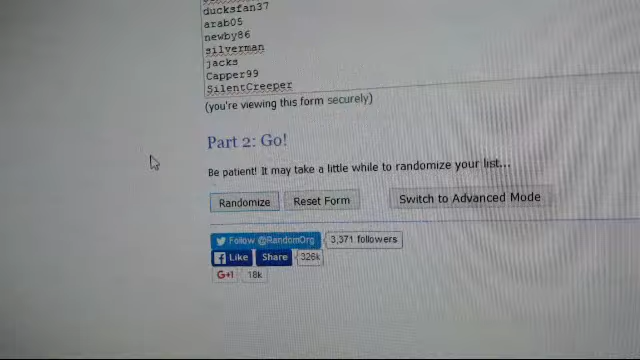 ducksfan37
arab05
newby86
silverman
jacks
Capper99
SilentCreeper
(you're viewing this form securely)
Part 2: Go!
Be patient! It may take a little while to randomize your list...
Randomize Reset Form Switch to Advanced Mode
Follow @RandomOrg 3,371 followers
f Like Share 326k
G+1 18k